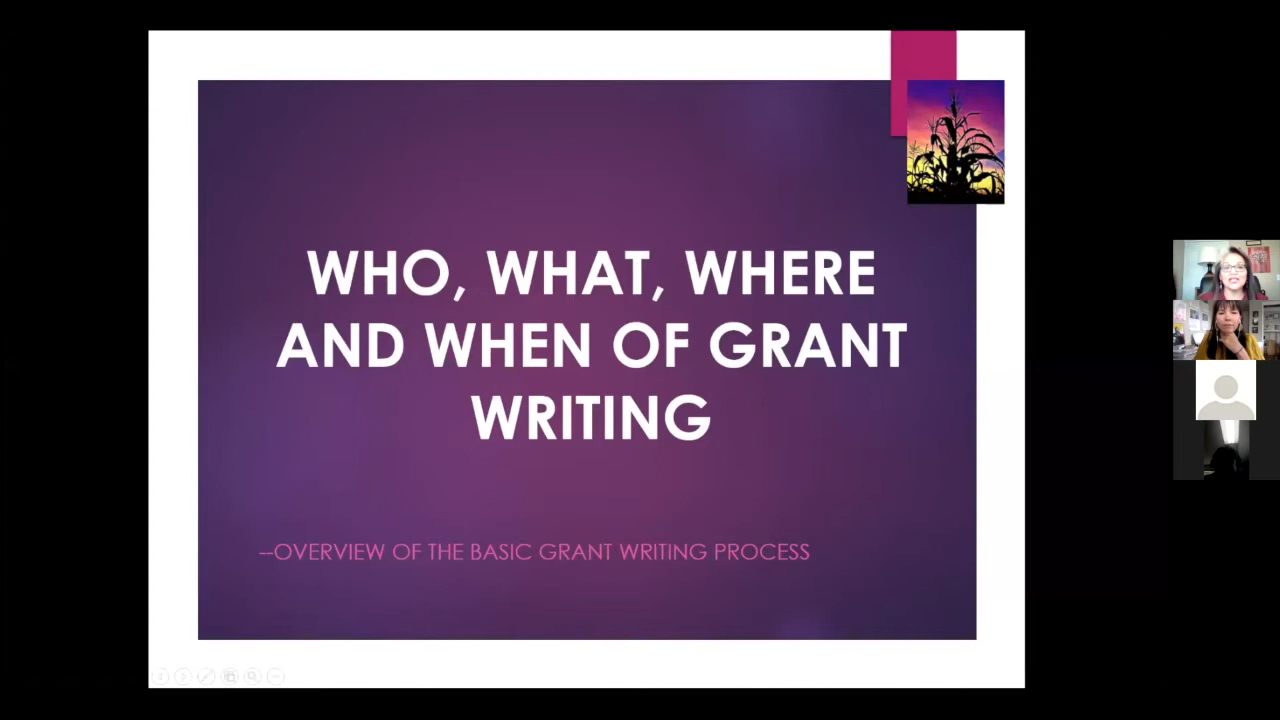 WHO, WHAT, WHERE
AND WHEN OF GRANT
WRITING
--OVERVIEW OF THE BASIC GRANT WRITING PROCESS